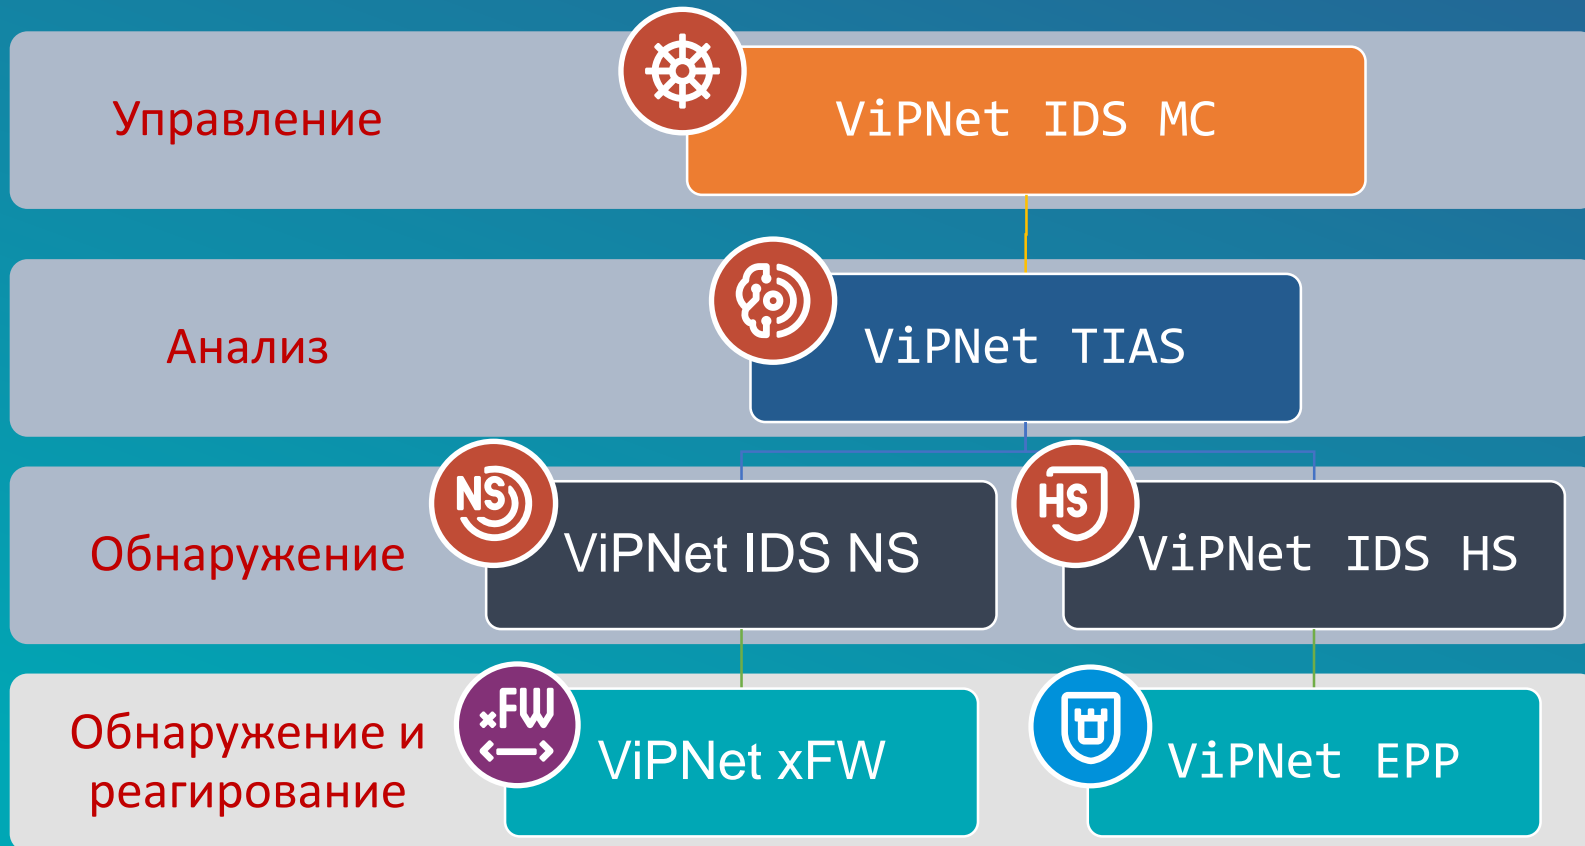 Управление
ViPNet IDS MC
Анализ
ViPNet TIAS
NS
HS
Обнаружение
ViPNet IDS NS
ViPNet IDS HS
xFW
Обнаружение и
реагирование
ViPNet xFW
ViPNet EPP